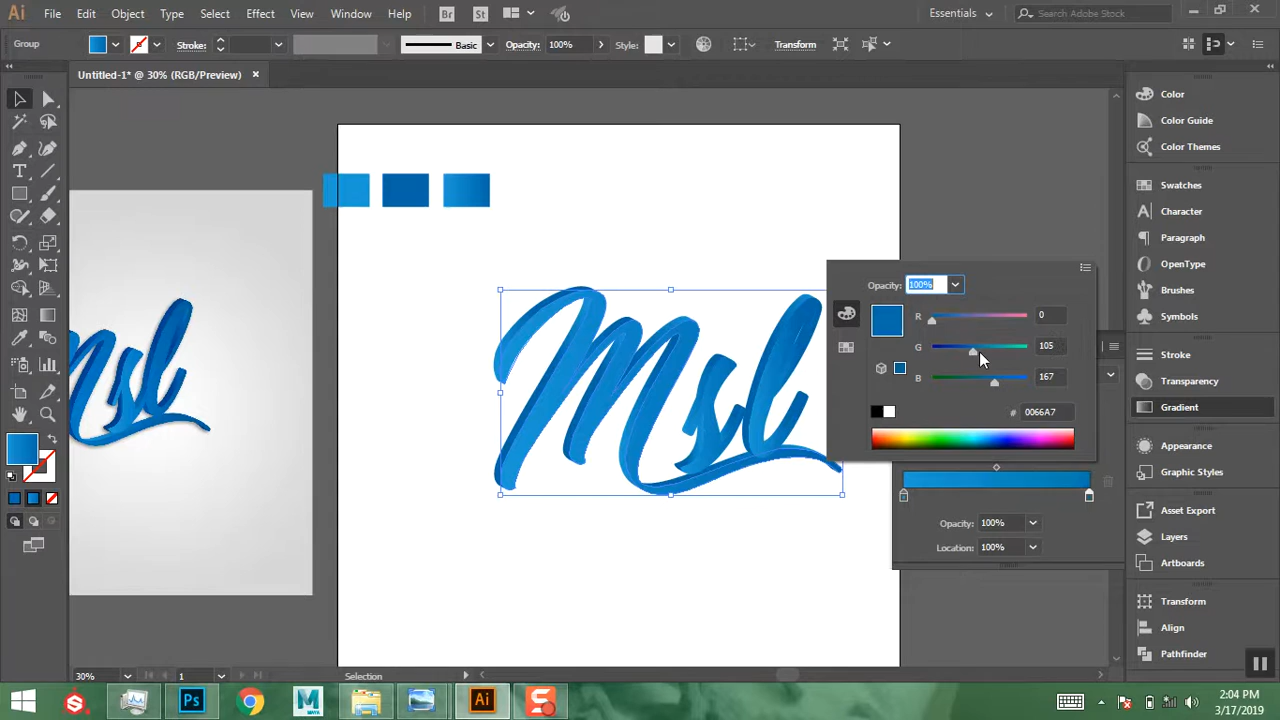 Ai File Edit Object Type Select Effect View Window Help Br St Essentials Search Adobe Stock
Group Stroke: Basic Opacity: 100% Style: Transform
Untitled-1* @ 30% (RGB/Preview)
Color
Color Guide
Color Themes
Swatches
Character
Paragraph
OpenType
Brushes
Symbols
Stroke
Transparency
Gradient
Appearance
Graphic Styles
Asset Export
Layers
Artboards
Transform
Align
Pathfinder
Opacity: 100%
R 0
G 105
B 167
# 0066A7
Opacity: 100%
Location: 100%
Msl
Msl
30% 1 Selection
S Ps Ai S
MAYA
2:04 PM
3/17/2019